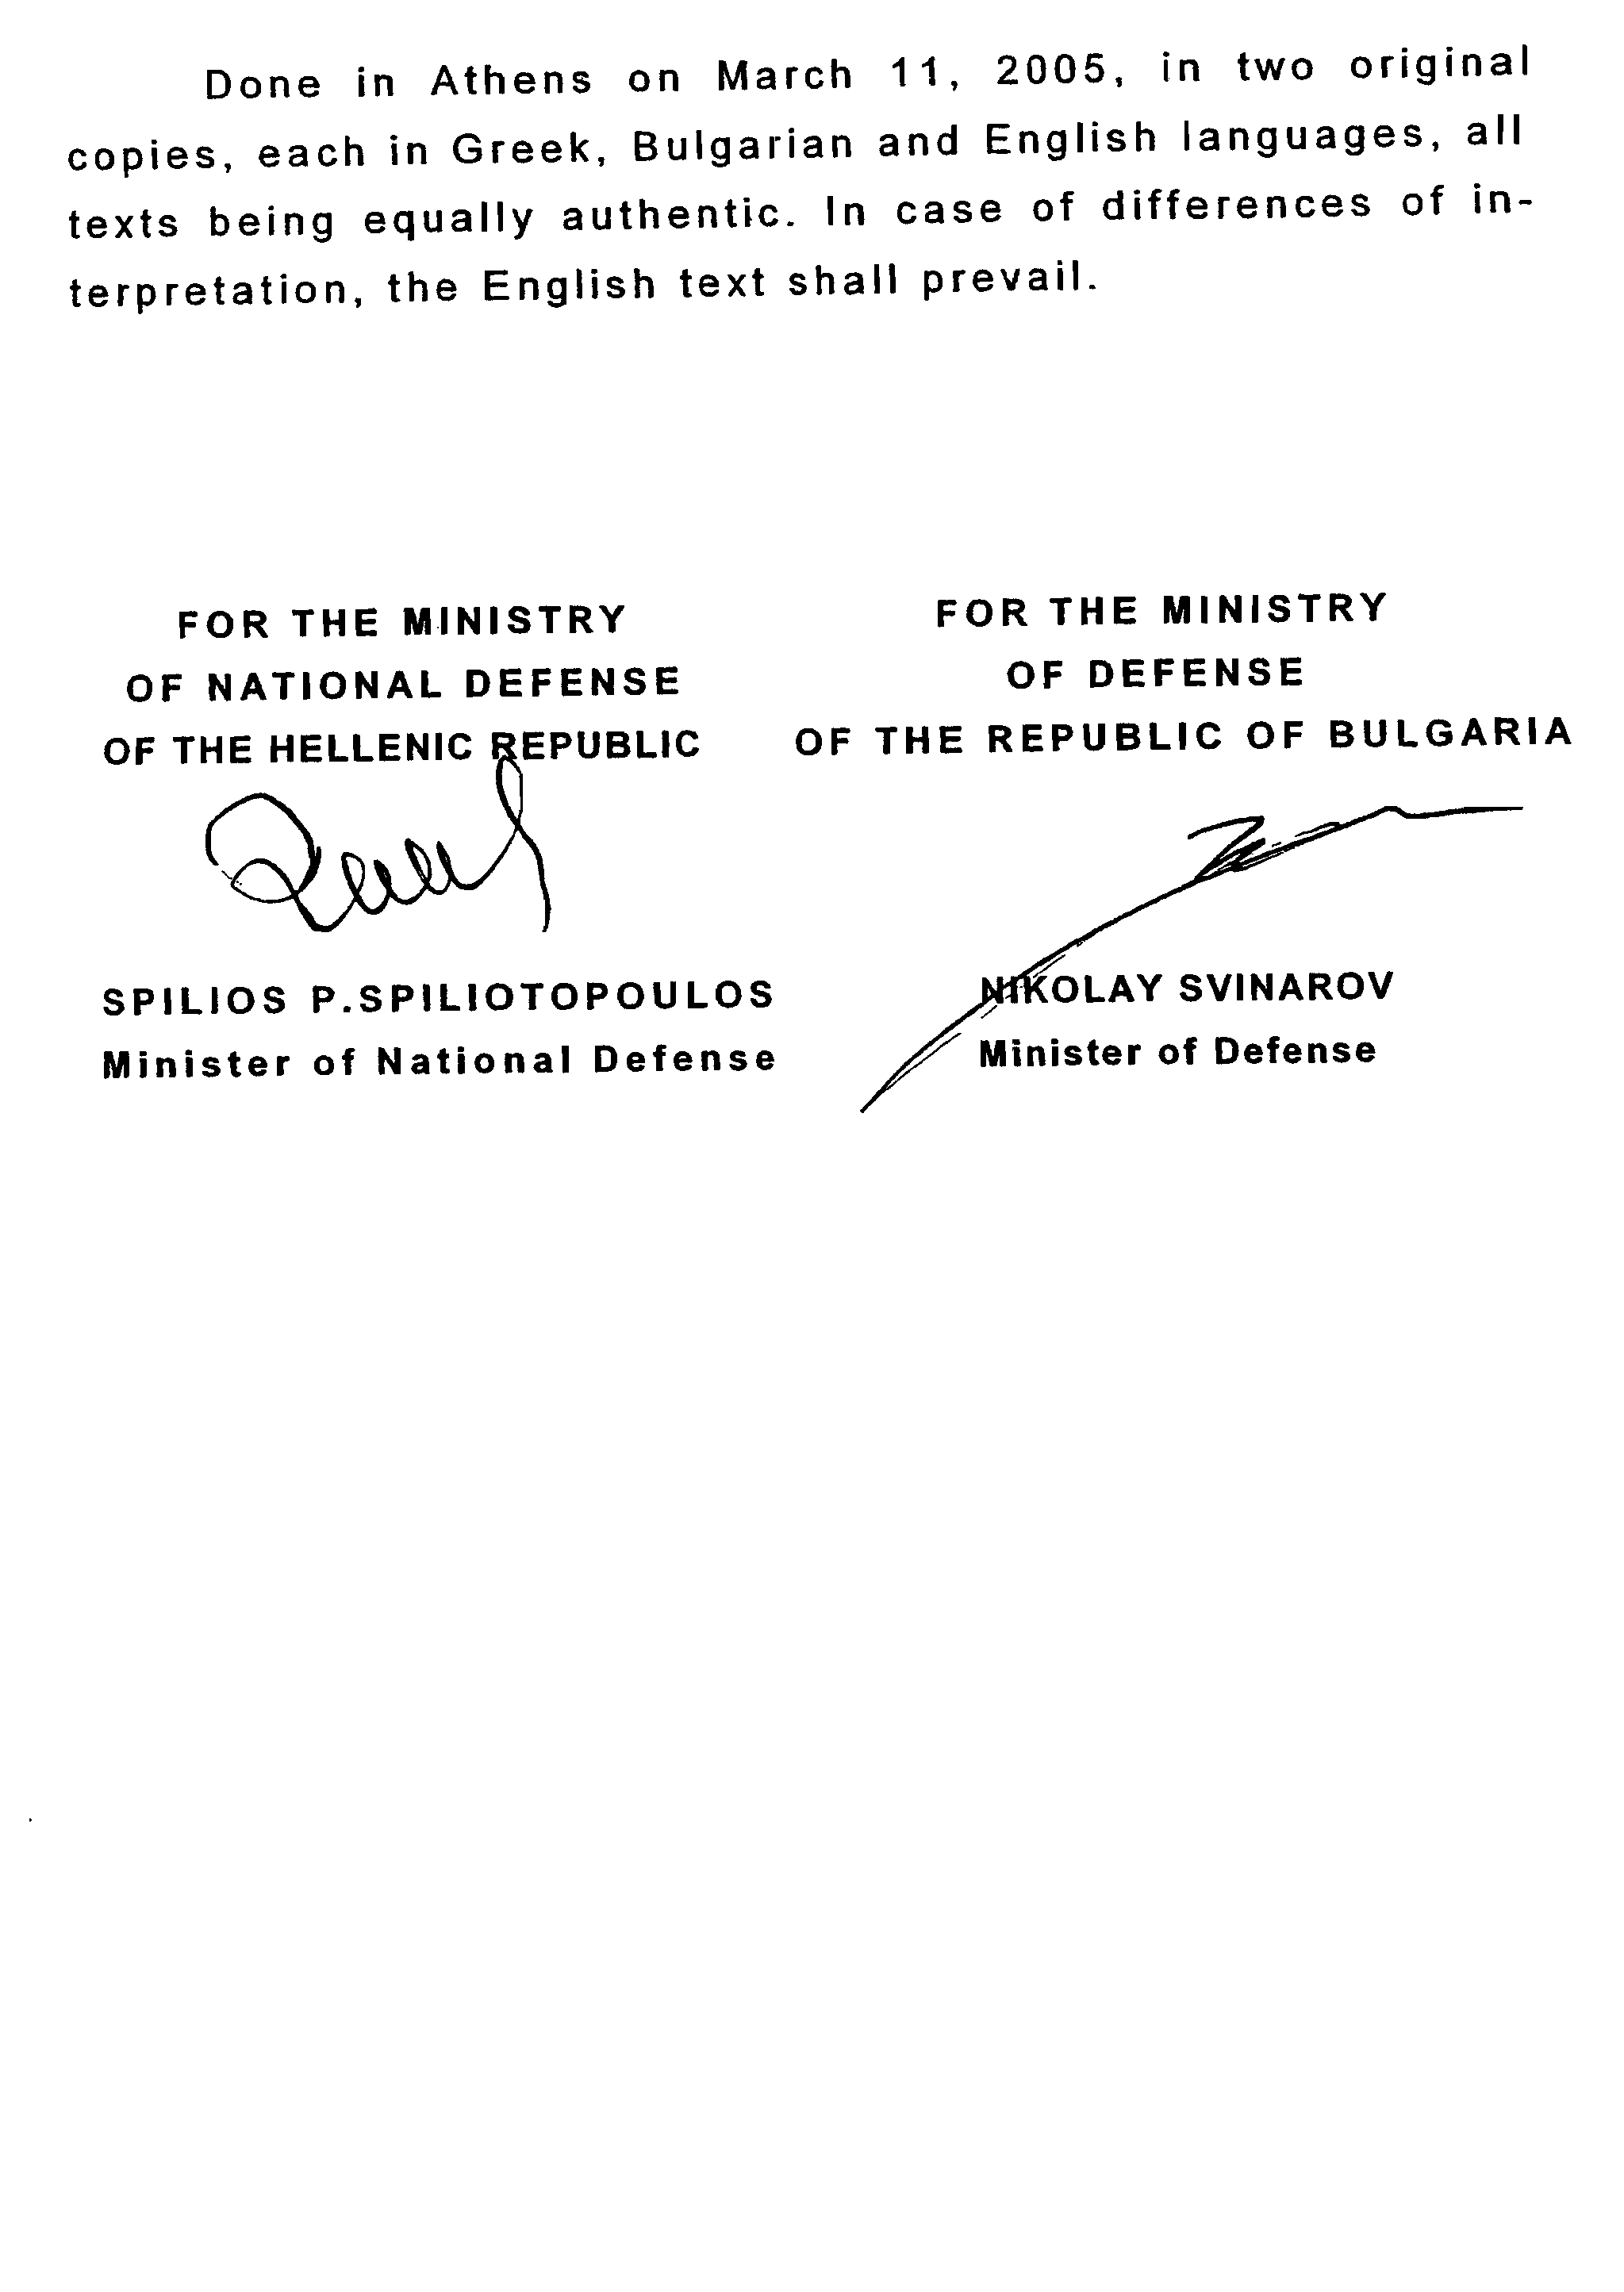 Done in Athens on March 11, 2005, in two original
copies, each in Greek, Bulgarian and English languages, all
texts being equally authentic. In case of differences of in-
terpretation, the English text shall prevail.
FOR THE MINISTRY
OF NATIONAL DEFENSE
OF THE HELLENIC REPUBLIC
SPILIOS P.SPILIOTOPOULOS
Minister of National Defense
FOR THE MINISTRY
OF DEFENSE
OF THE REPUBLIC OF BULGARIA
NIKOLAY SVINAROV
Minister of Defense